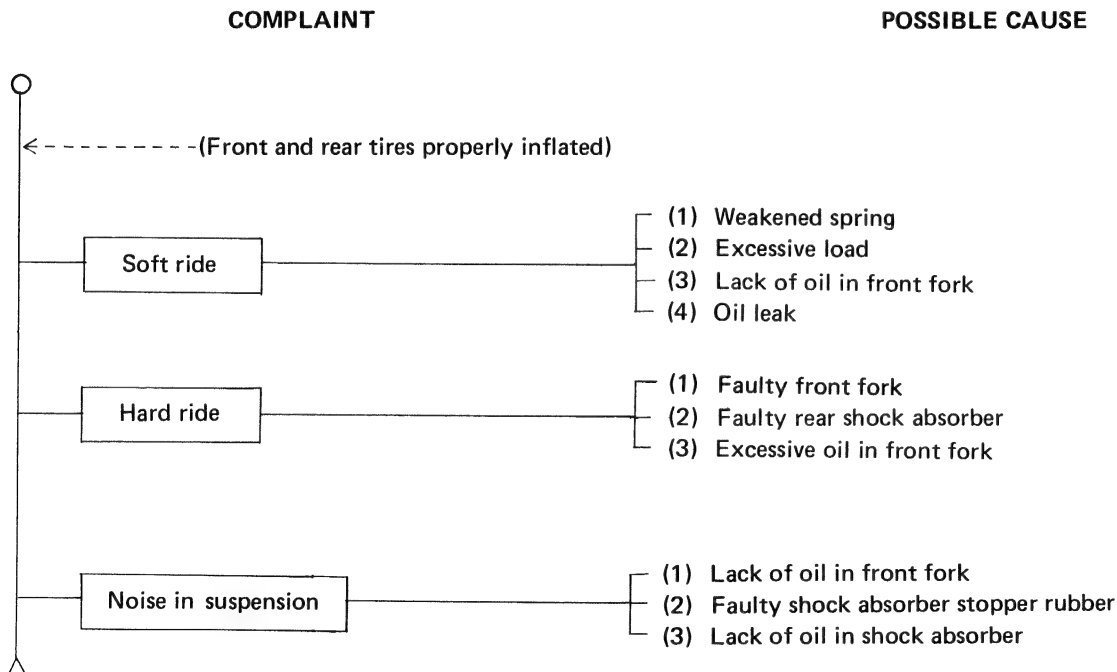 COMPLAINT
POSSIBLE CAUSE
(Front and rear tires properly inflated)
Soft ride
(1) Weakened spring
(2) Excessive load
(3) Lack of oil in front fork
(4) Oil leak
Hard ride
(1) Faulty front fork
(2) Faulty rear shock absorber
(3) Excessive oil in front fork
Noise in suspension
(1) Lack of oil in front fork
(2) Faulty shock absorber stopper rubber
(3) Lack of oil in shock absorber